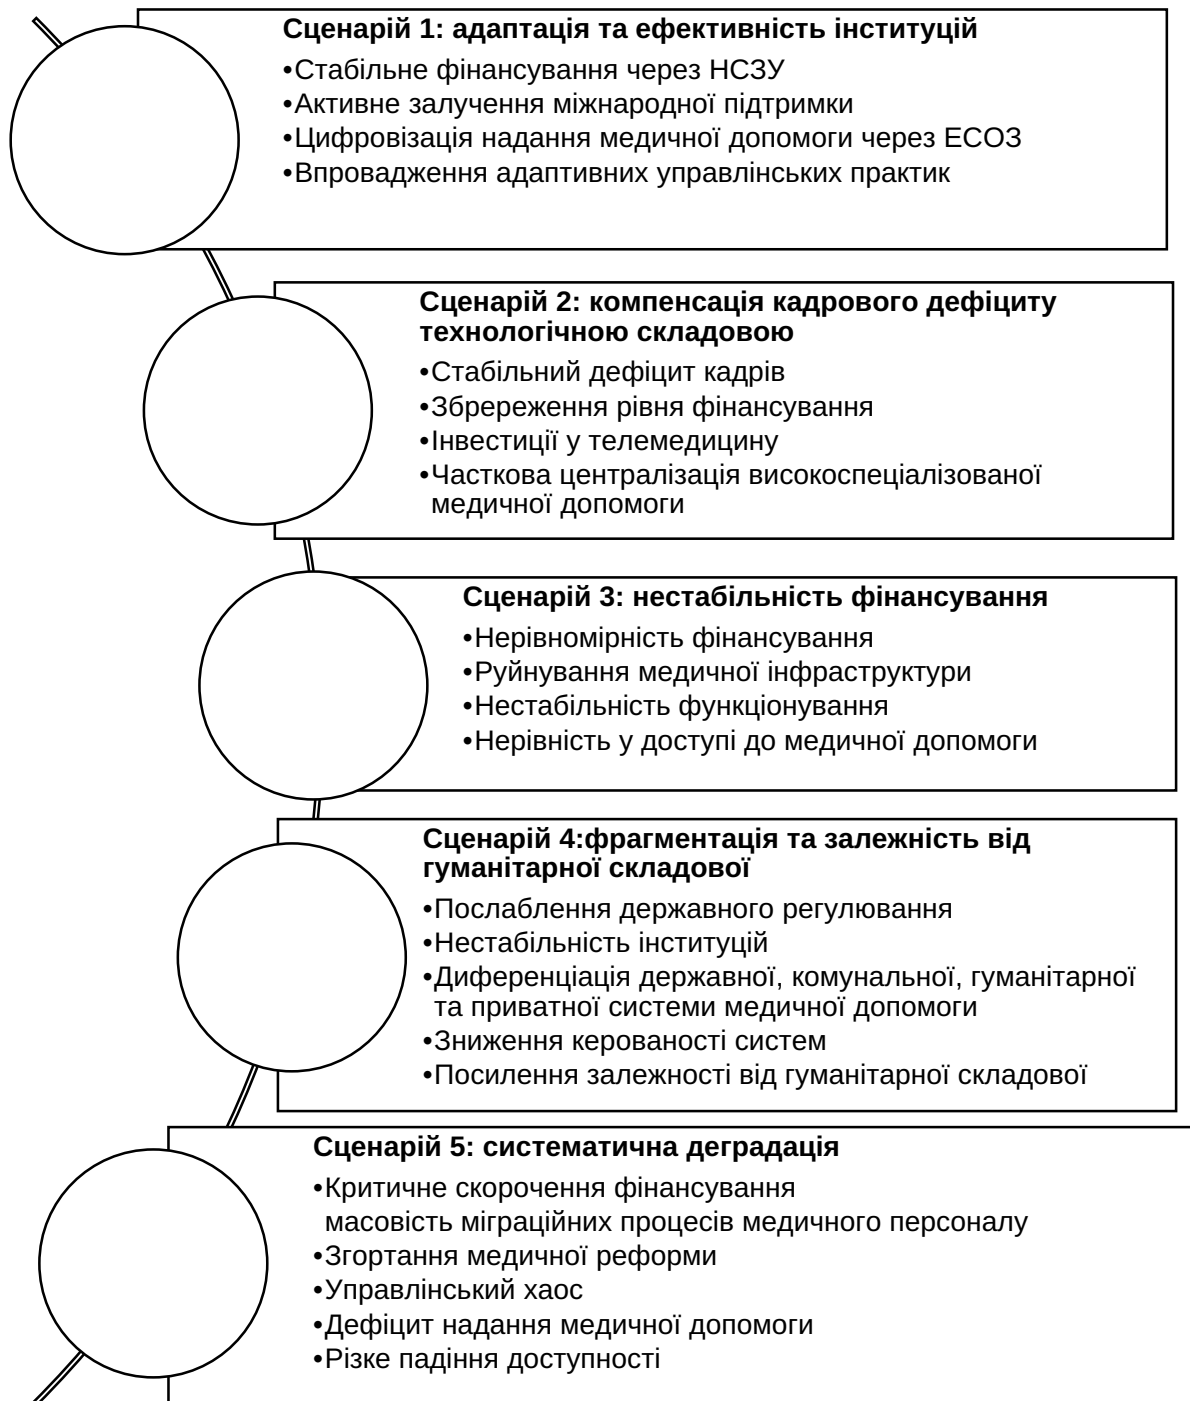 Сценарій 1: адаптація та ефективність інституцій
•Стабільне фінансування через НСЗУ
•Активне залучення міжнародної підтримки
•Цифровізація надання медичної допомоги через ЕСОЗ
•Впровадження адаптивних управлінських практик
Сценарій 2: компенсація кадрового дефіциту
технологічною складовою
•Стабільний дефіцит кадрів
•Збререження рівня фінансування
•Інвестиції у телемедицину
•Часткова централізація високоспеціалізованої
медичної допомоги
Сценарій 3: нестабільність фінансування
•Нерівномірність фінансування
•Руйнування медичної інфраструктури
•Нестабільність функціонування
•Нерівність у доступі до медичної допомоги
Сценарій 4:фрагментація та залежність від
гуманітарної складової
•Послаблення державного регулювання
•Нестабільність інституцій
•Диференціація державної, комунальної, гуманітарної
та приватної системи медичної допомоги
•Зниження керованості систем
•Посилення залежності від гуманітарної складової
Сценарій 5: систематична деградація
•Критичне скорочення фінансування
масовість міграційних процесів медичного персоналу
•Згортання медичної реформи
•Управлінський хаос
•Дефіцит надання медичної допомоги
•Різке падіння доступності